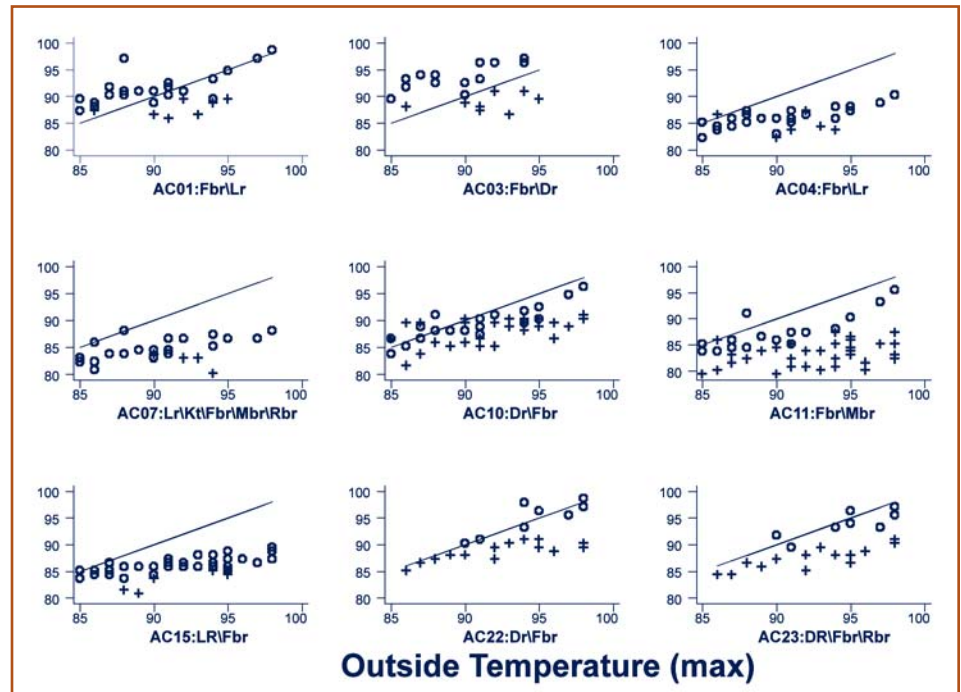 100 100 100
95 95 95
90 90 90
85 85 85
80 80 80
85 90 95 100 85 90 95 100 85 90 95 100
AC01:Fbr\Lr AC03:Fbr\Dr AC04:Fbr\Lr
100 100 100
95 95 95
90 90 90
85 85 85
80 80 80
85 90 95 100 85 90 95 100 85 90 95 100
AC07:Lr\Kt\Fbr\Mbr\Rbr AC10:Dr\Fbr AC11:Fbr\Mbr
100 100 100
95 95 95
90 90 90
85 85 85
80 80 80
85 90 95 100 85 90 95 100 85 90 95 100
AC15:LR\Fbr AC22:Dr\Fbr AC23:DR\Fbr\Rbr
Outside Temperature (max)